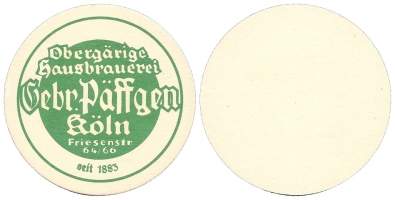 Obergärige
Hausbrauerei
Gebr. Päffgen
Köln
Friesenstr
64/66
seit 1883